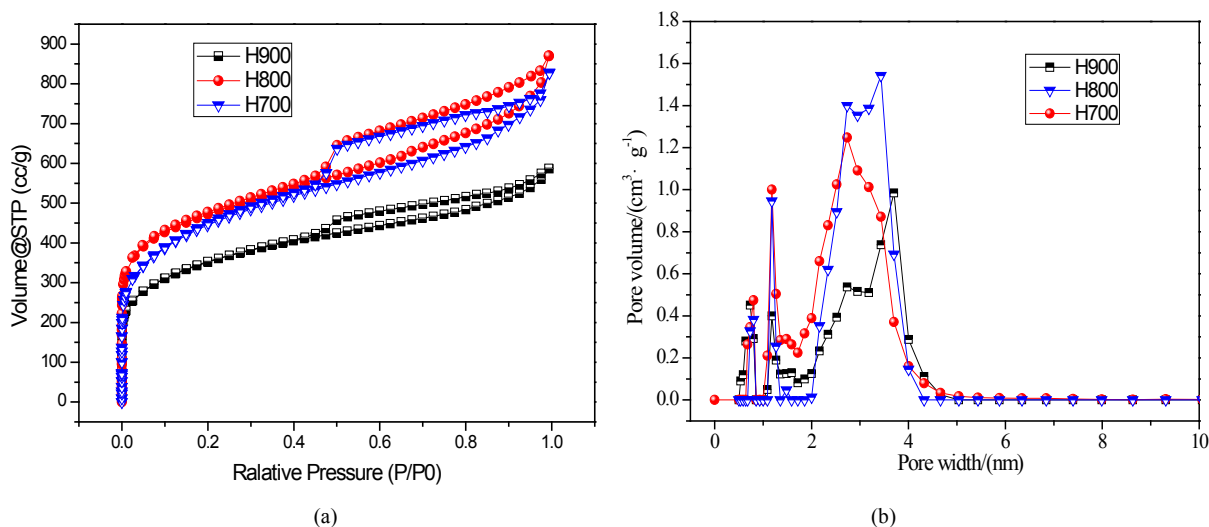 900
800
700
600
500
400
300
200
100
0
Volume@STP (cc/g)
H900
H800
H700
0.0 0.2 0.4 0.6 0.8 1.0
Ralative Pressure (P/P0)
(a)
1.8
1.6
1.4
1.2
1.0
0.8
0.6
0.4
0.2
0.0
Pore volume/(cm³· g⁻¹)
H900
H800
H700
0 2 4 6 8 10
Pore width/(nm)
(b)